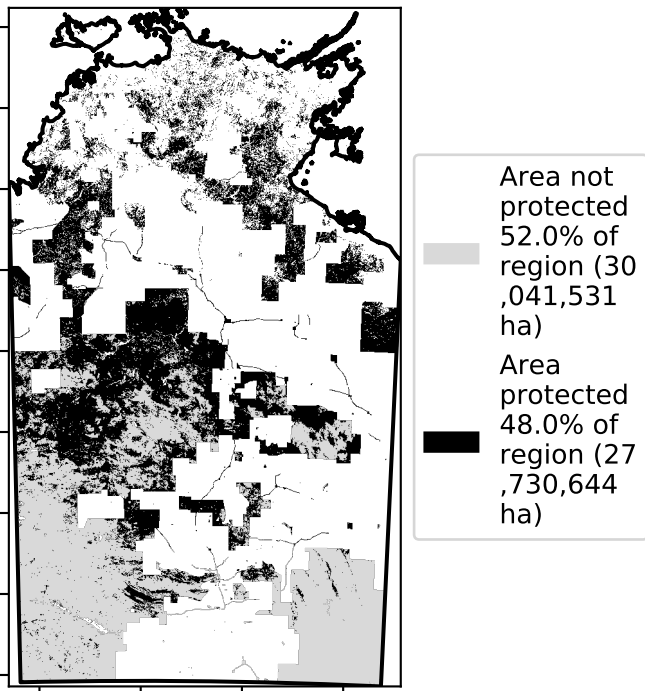 Area not
protected
52.0% of
region (30
,041,531
ha)
Area
protected
48.0% of
region (27
,730,644
ha)